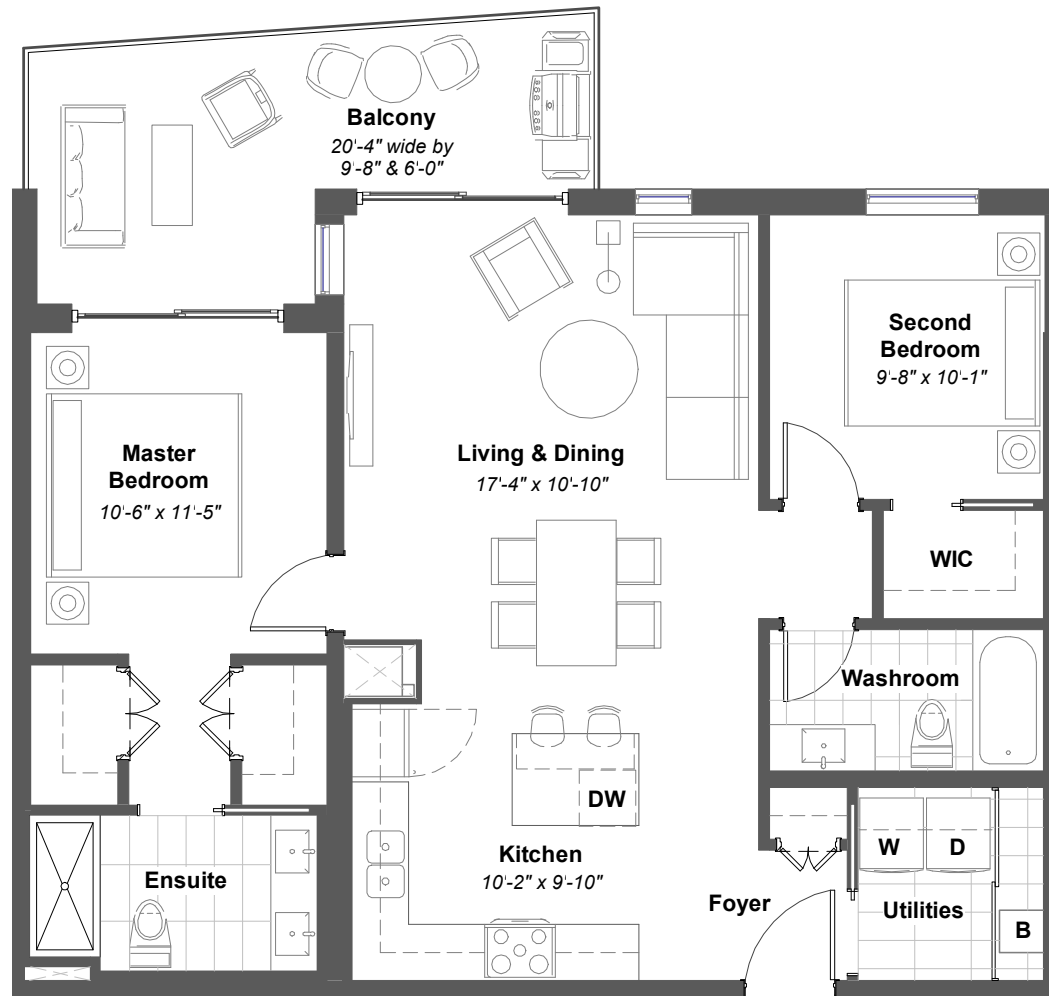 Balcony
20'-4" wide by
9'-8" & 6'-0"
Second
Bedroom
9'-8" x 10'-1"
Master
Bedroom
10'-6" x 11'-5"
Living & Dining
17'-4" x 10'-10"
WIC
Washroom
DW
W
D
Kitchen
10'-2" x 9'-10"
Ensuite
Foyer
Utilities
B